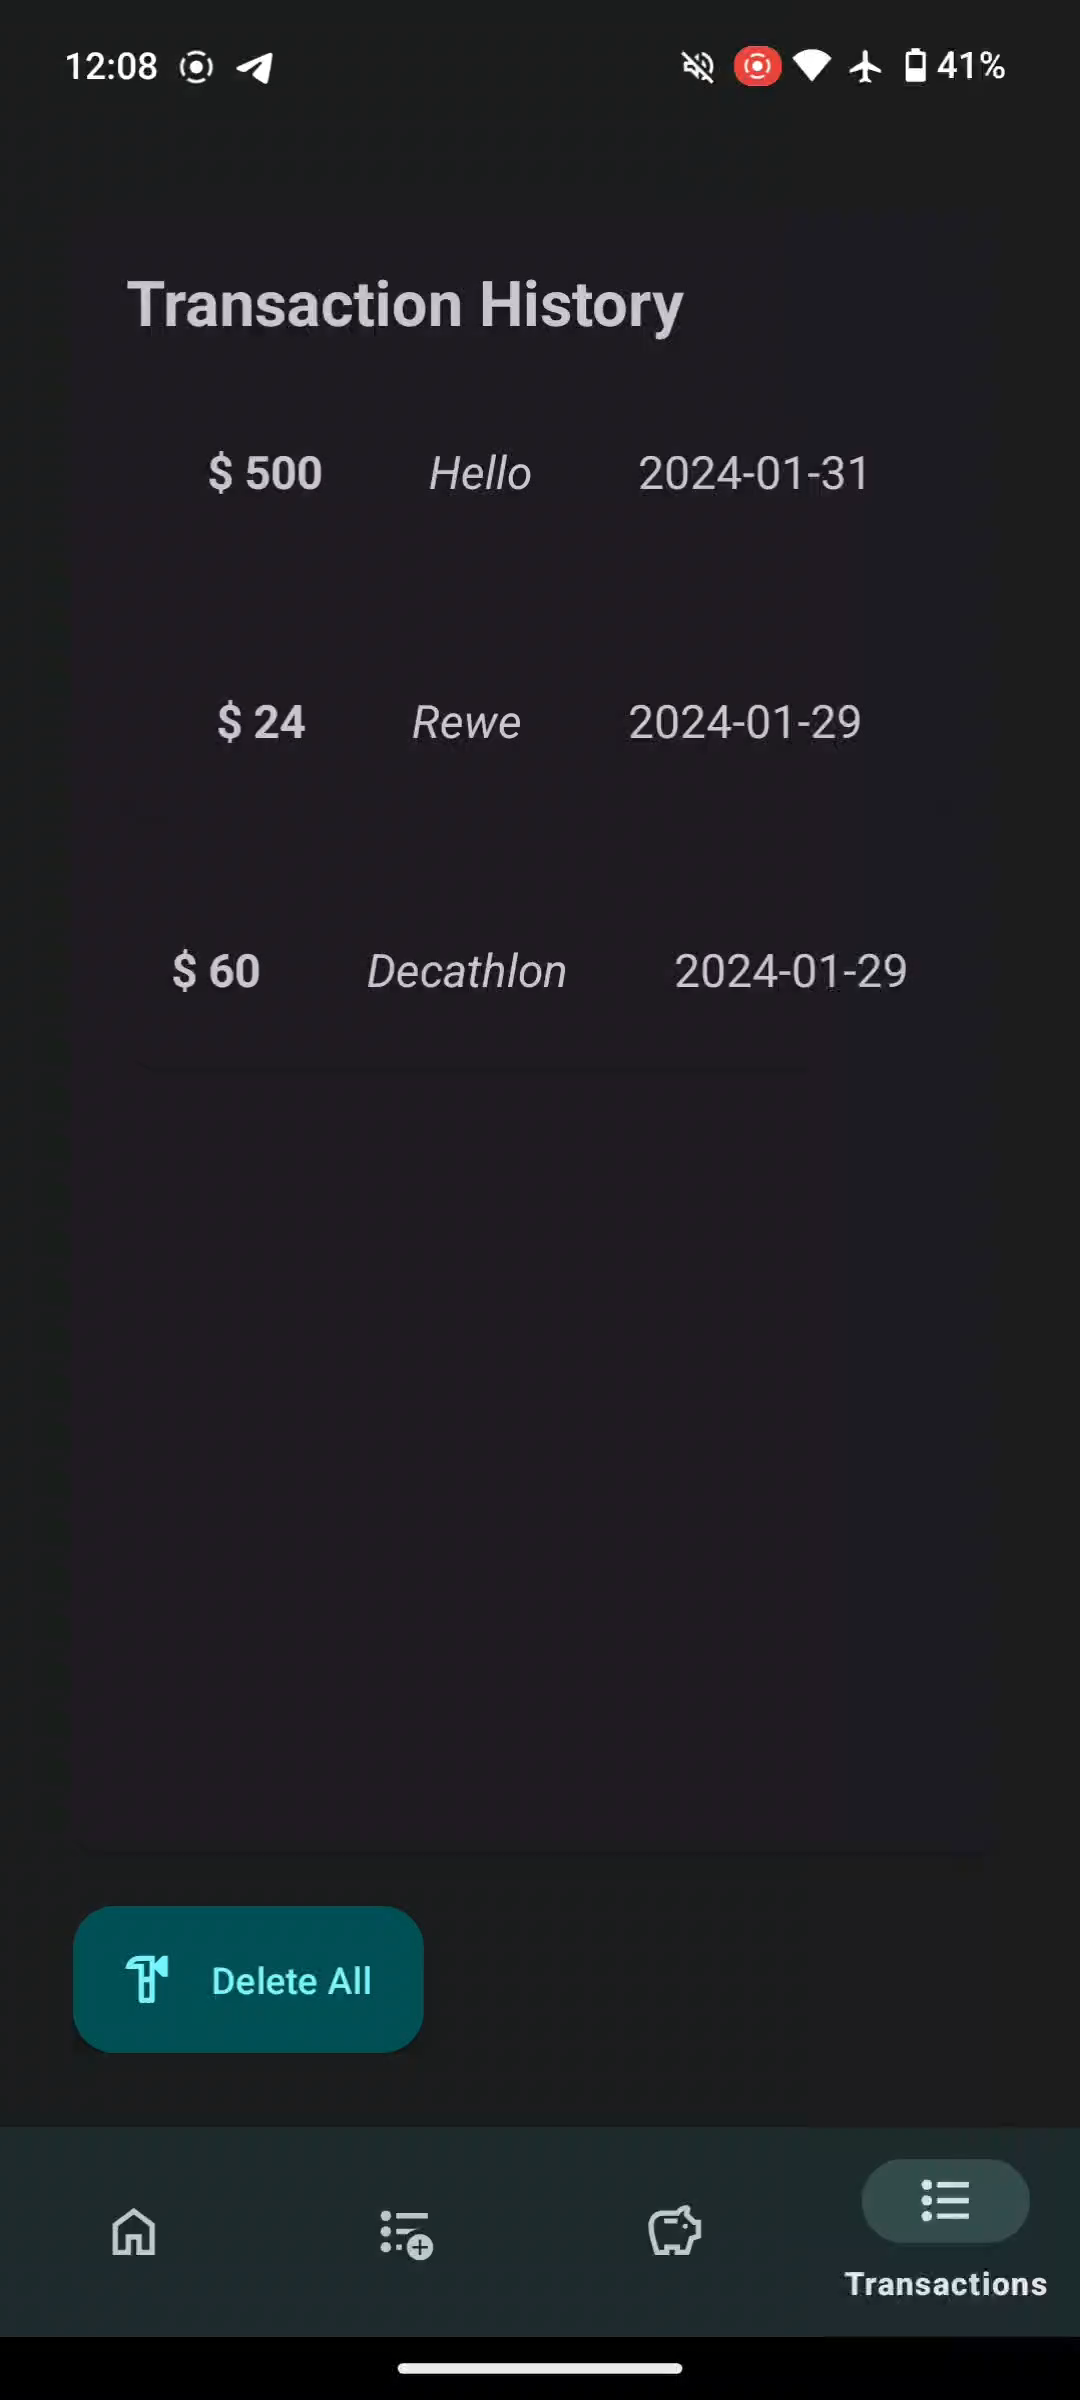 12:08 41%
Transaction History
$ 500 Hello 2024-01-31
$ 24 Rewe 2024-01-29
$ 60 Decathlon 2024-01-29
Delete All
Transactions